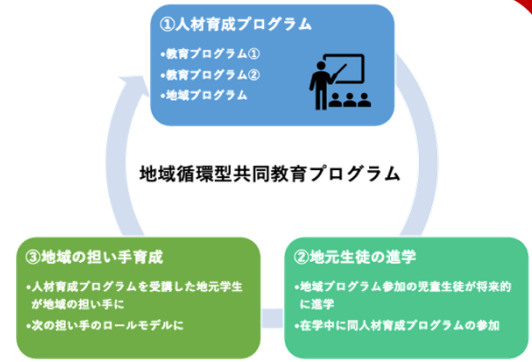 ①人材育成プログラム
•教育プログラム①
•教育プログラム②
•地域プログラム
地域循環型共同教育プログラム
③地域の担い手育成
•人材育成プログラムを受講した地元学生
が地域の担い手に
•次の担い手のロールモデルに
②地元生徒の進学
•地域プログラム参加の児童生徒が将来的
に進学
•在学中に同人材育成プログラムの参加